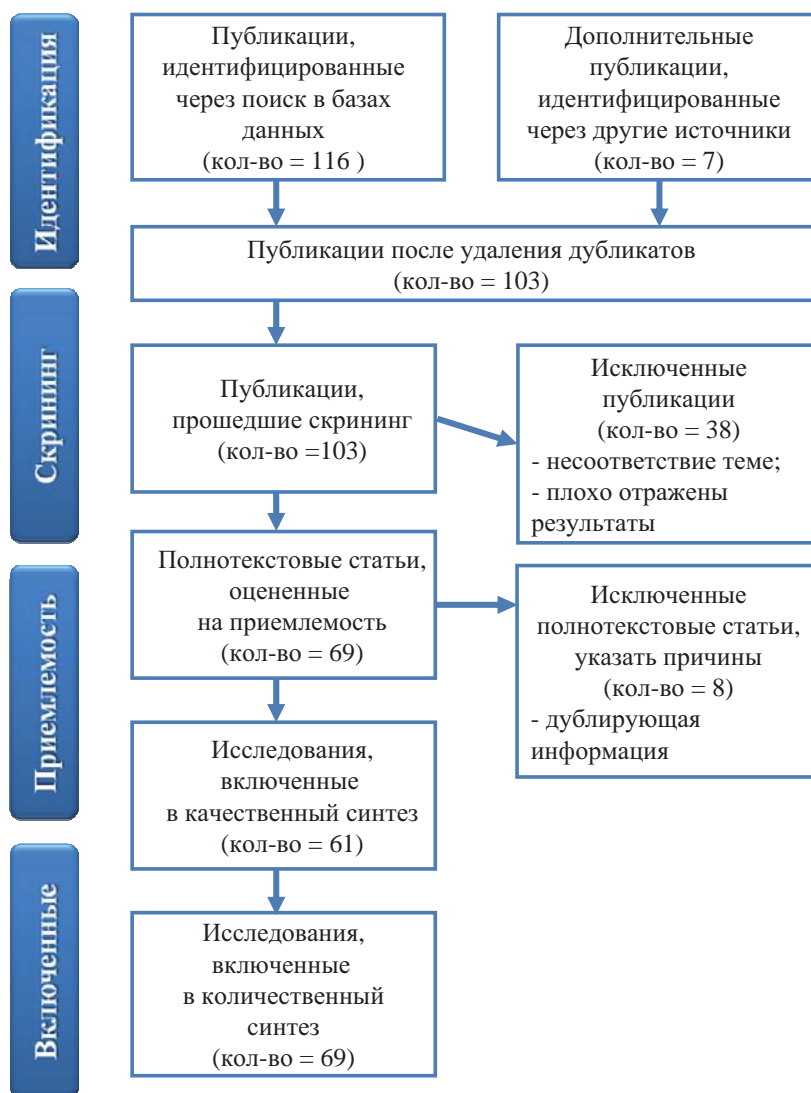 Идентификация
Публикации,
идентифицированные
через поиск в базах
данных
(кол-во = 116 )
Дополнительные
публикации,
идентифицированные
через другие источники
(кол-во = 7)
Публикации после удаления дубликатов
(кол-во = 103)
Скрининг
Публикации,
прошедшие скрининг
(кол-во =103)
Исключенные
публикации
(кол-во = 38)
- несоответствие теме;
- плохо отражены
результаты
Приемлемость
Полнотекстовые статьи,
оцененные
на приемлемость
(кол-во = 69)
Исключенные
полнотекстовые статьи,
указать причины
(кол-во = 8)
- дублирующая
информация
Исследования,
включенные
в качественный синтез
(кол-во = 61)
Включенные
Исследования,
включенные
в количественный
синтез
(кол-во = 69)